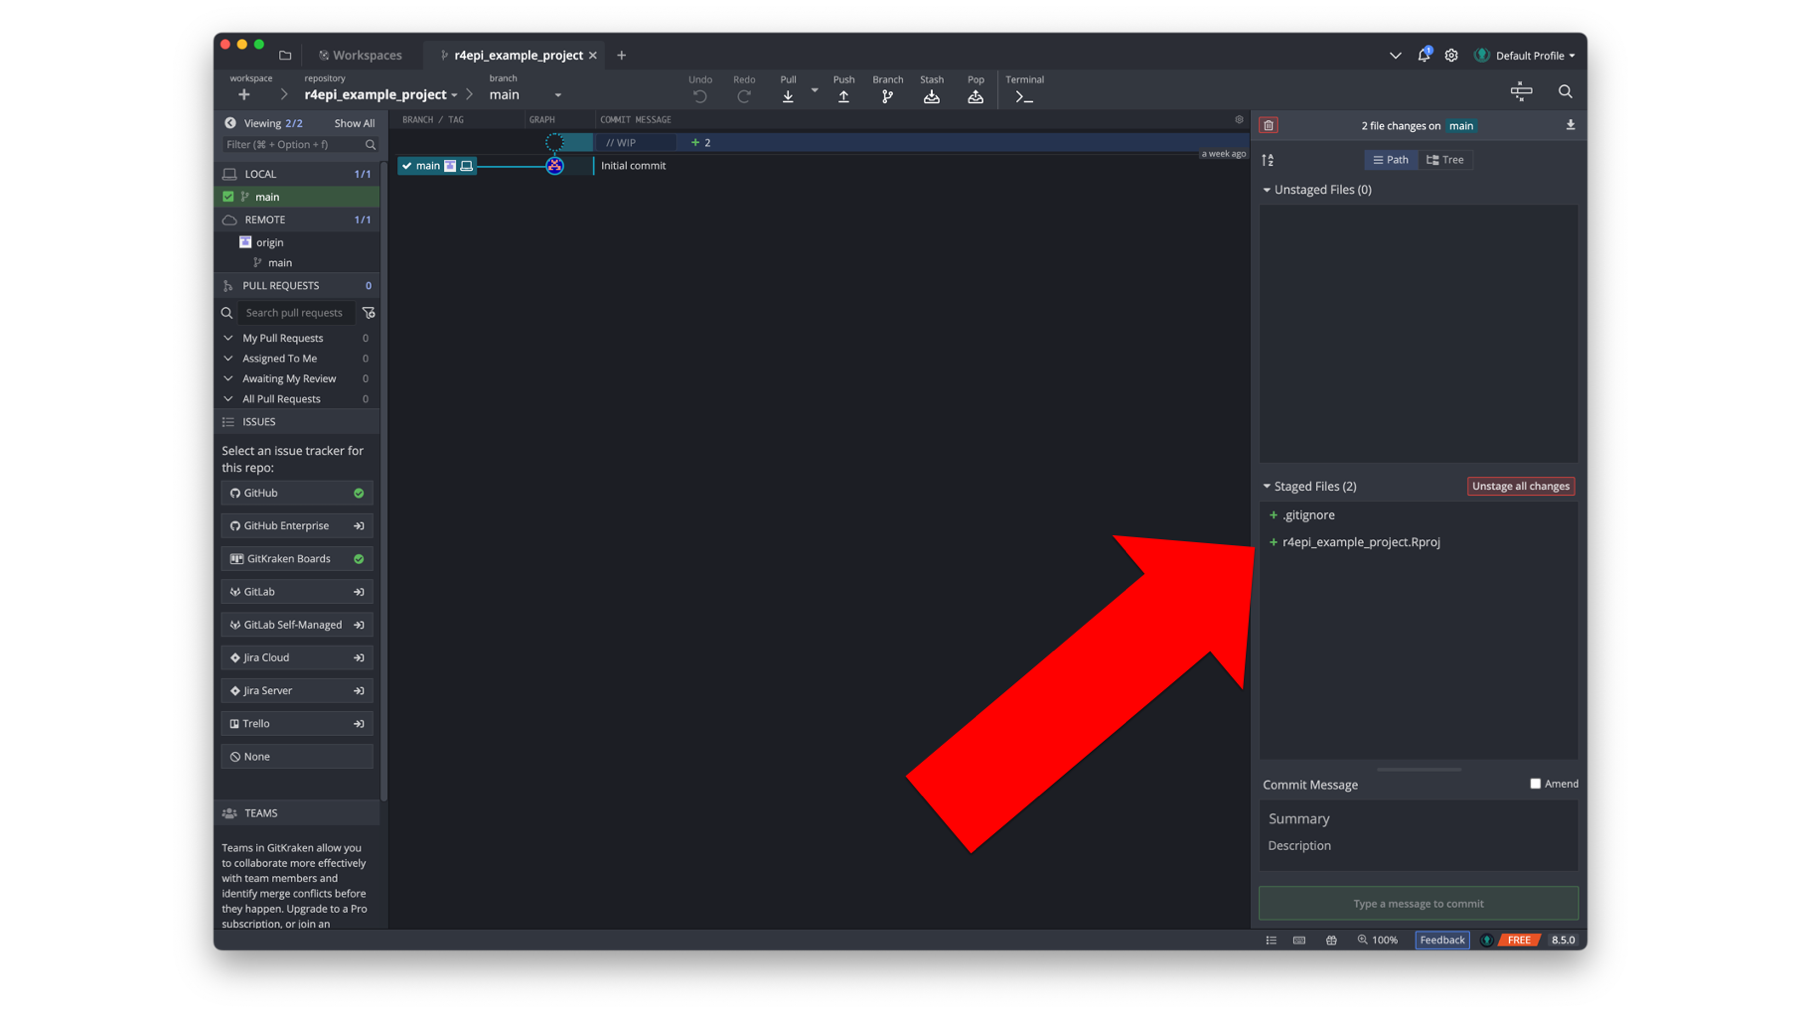 Workspaces
r4epi_example_project
Default Profile
workspace
repository
r4epi_example_project
branch
main
Undo
Redo
Pull
Push
Branch
Stash
Pop
Terminal
Viewing 2/2
Show All
Filter (⌘ + Option + f)
LOCAL 1/1
main
REMOTE 1/1
origin
main
PULL REQUESTS 0
Search pull requests
My Pull Requests 0
Assigned To Me 0
Awaiting My Review 0
All Pull Requests 0
ISSUES
Select an issue tracker for
this repo:
GitHub
GitHub Enterprise
GitKraken Boards
GitLab
GitLab Self-Managed
Jira Cloud
Jira Server
Trello
None
TEAMS
Teams in GitKraken allow you
to collaborate more effectively
with team members and
identify merge conflicts before
they happen. Upgrade to a Pro
subscription, or join an
BRANCH / TAG
GRAPH
COMMIT MESSAGE
// WIP
2
a week ago
main
Initial commit
2 file changes on main
Path
Tree
Unstaged Files (0)
Staged Files (2)
Unstage all changes
.gitignore
r4epi_example_project.Rproj
Commit Message
Amend
Summary
Description
Type a message to commit
100%
Feedback
FREE
8.5.0